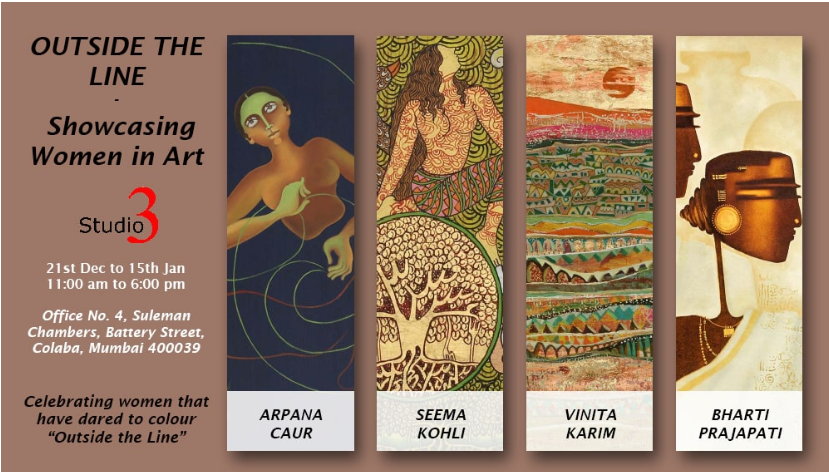 OUTSIDE THE
LINE
-
Showcasing
Women in Art
Studio3
21st Dec to 15th Jan
11:00 am to 6:00 pm
Office No. 4, Suleman
Chambers, Battery Street,
Colaba, Mumbai 400039
Celebrating women that
have dared to colour
“Outside the Line”
ARPANA
CAUR
SEEMA
KOHLI
VINITA
KARIM
BHARTI
PRAJAPATI